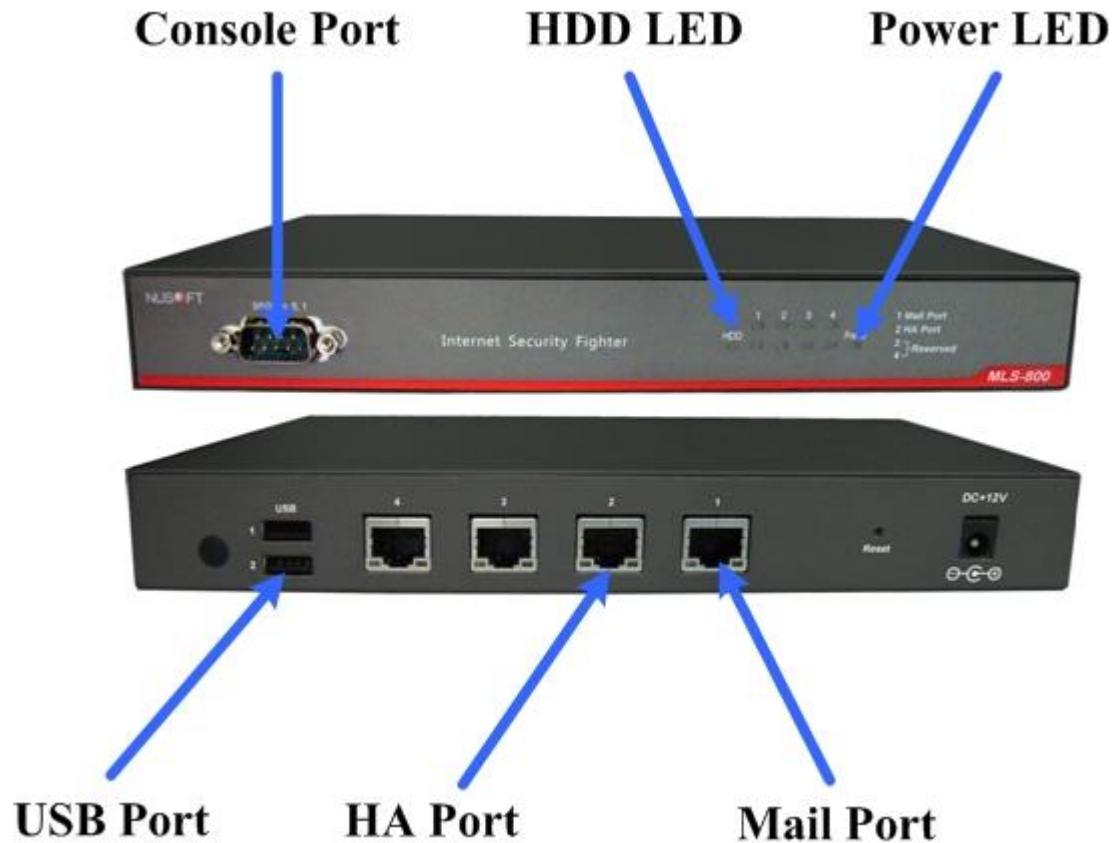 Console Port
HDD LED
Power LED
NUSOFT
Internet Security Fighter
HDD
1 2 3 4
1 Mail Port
2 HA Port
3
4
Reserved
MLS-800
USB
1
2
4
3
2
1
Reset
DC+12V
USB Port
HA Port
Mail Port